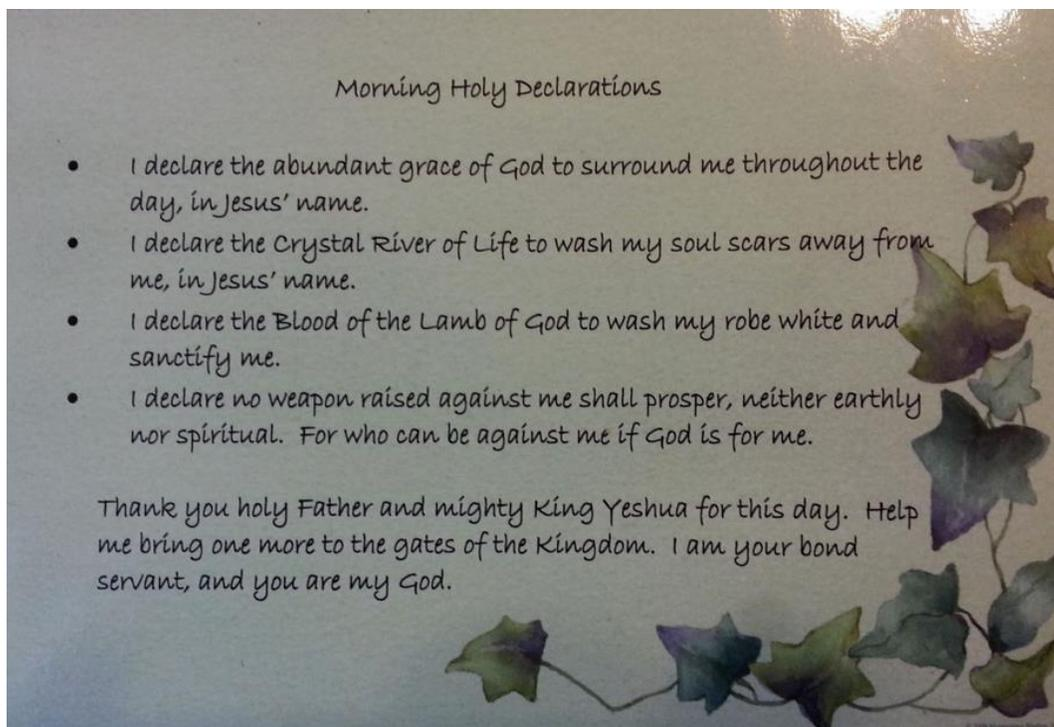 Morning Holy Declarations
• I declare the abundant grace of God to surround me throughout the
day, in Jesus' name.
• I declare the Crystal River of Life to wash my soul scars away from
me, in Jesus' name.
• I declare the Blood of the Lamb of God to wash my robe white and
sanctify me.
• I declare no weapon raised against me shall prosper, neither earthly
nor spiritual. For who can be against me if God is for me.
Thank you holy Father and mighty King Yeshua for this day. Help
me bring one more to the gates of the Kingdom. I am your bond
servant, and you are my God.